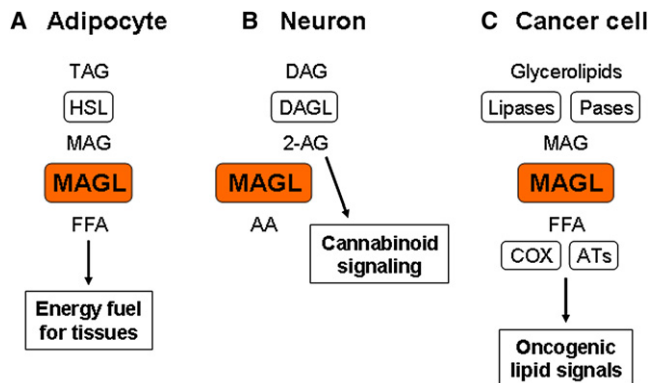 A Adipocyte
TAG
HSL
MAG
MAGL
FFA
Energy fuel
for tissues
B Neuron
DAG
DAGL
2-AG
MAGL
AA
Cannabinoid
signaling
C Cancer cell
Glycerolipids
Lipases Pases
MAG
MAGL
FFA
COX ATs
Oncogenic
lipid signals